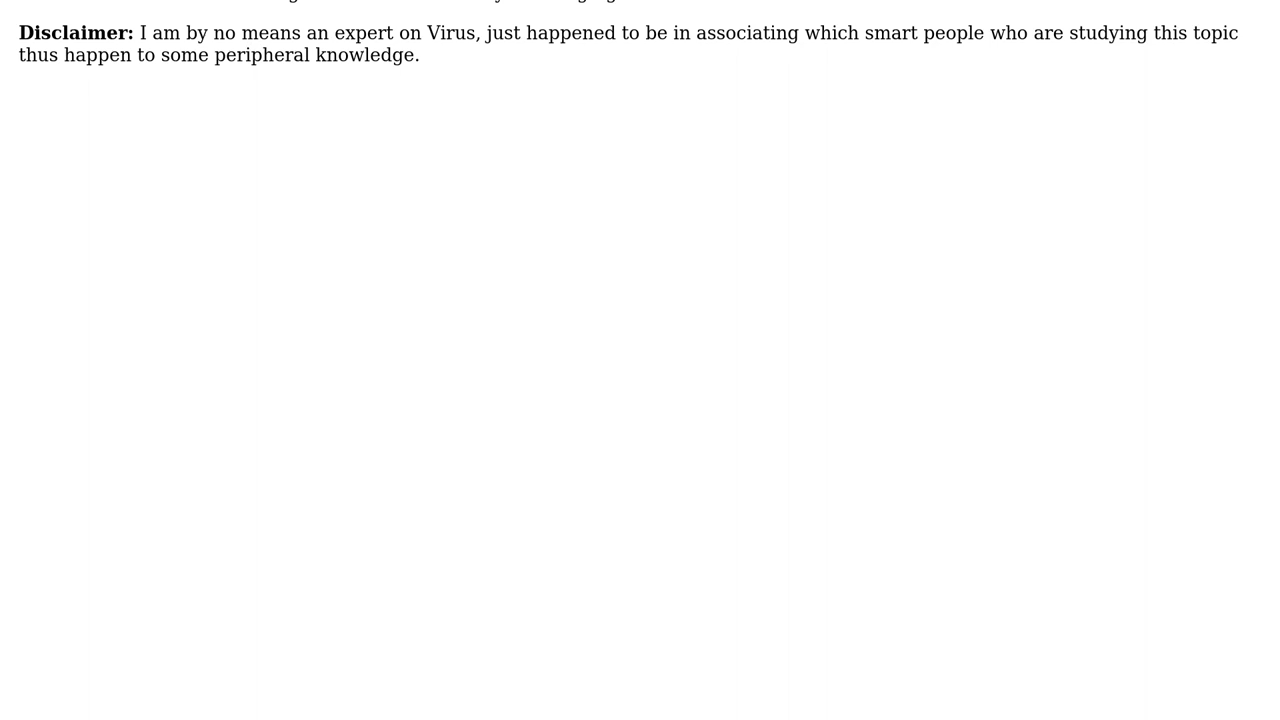 Disclaimer: I am by no means an expert on Virus, just happened to be in associating which smart people who are studying this topic
thus happen to some peripheral knowledge.